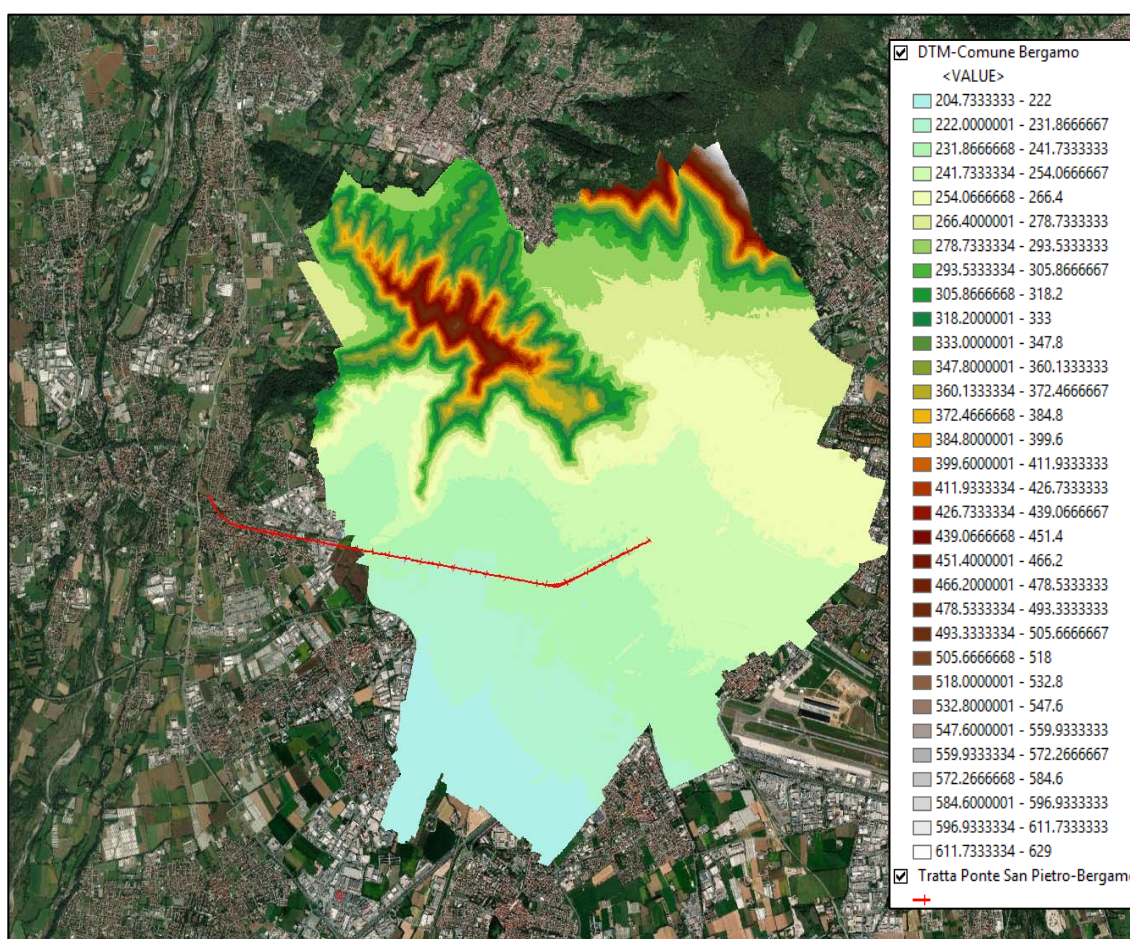 DTM-Comune Bergamo
<VALUE>
204.7333333 - 222
222.0000001 - 231.8666667
231.8666668 - 241.7333333
241.7333334 - 254.0666667
254.0666668 - 266.4
266.4000001 - 278.7333333
278.7333334 - 293.5333333
293.5333334 - 305.8666667
305.8666668 - 318.2
318.2000001 - 333
333.0000001 - 347.8
347.8000001 - 360.1333333
360.1333334 - 372.4666667
372.4666668 - 384.8
384.8000001 - 399.6
399.6000001 - 411.9333333
411.9333334 - 426.7333333
426.7333334 - 439.0666667
439.0666668 - 451.4
451.4000001 - 466.2
466.2000001 - 478.5333333
478.5333334 - 493.3333333
493.3333334 - 505.6666667
505.6666668 - 518
518.0000001 - 532.8
532.8000001 - 547.6
547.6000001 - 559.9333333
559.9333334 - 572.2666667
572.2666668 - 584.6
584.6000001 - 596.9333333
596.9333334 - 611.7333333
611.7333334 - 629
Tratta Ponte San Pietro-Bergamo